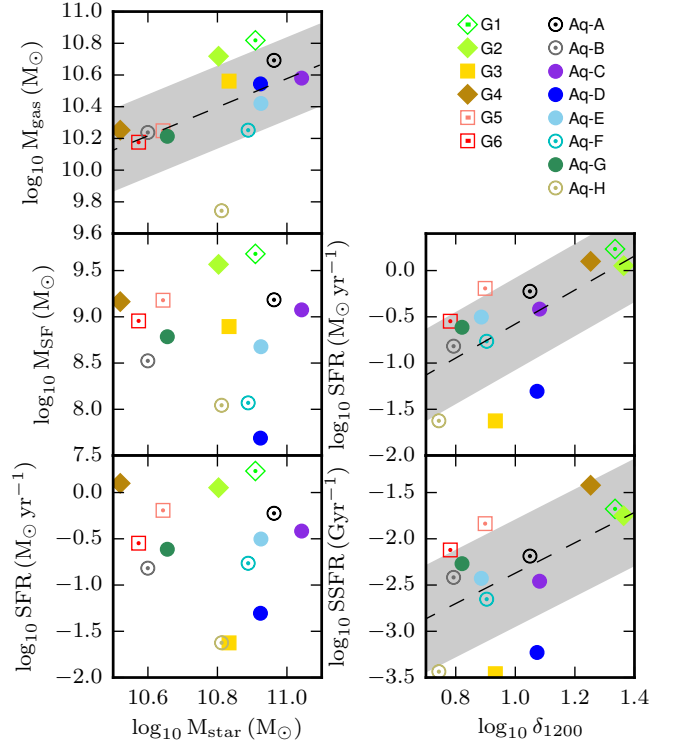 G1
G2
G3
G4
G5
G6
Aq-A
Aq-B
Aq-C
Aq-D
Aq-E
Aq-F
Aq-G
Aq-H
log₁₀ M_gas (M⊙)
10.8
10.6
10.4
10.2
10.0
9.8
9.6
log₁₀ M_SF (M⊙)
9.5
9.0
8.5
8.0
7.5
log₁₀ SFR (M⊙ yr⁻¹)
0.0
−0.5
−1.0
−1.5
−2.0
log₁₀ SFR (M⊙ yr⁻¹)
0.0
−0.5
−1.0
−1.5
−2.0
10.6
10.8
11.0
log₁₀ M_star (M⊙)
log₁₀ SSFR (Gyr⁻¹)
−1.5
−2.0
−2.5
−3.0
−3.5
0.8
1.0
1.2
1.4
log₁₀ δ₁₂₀₀